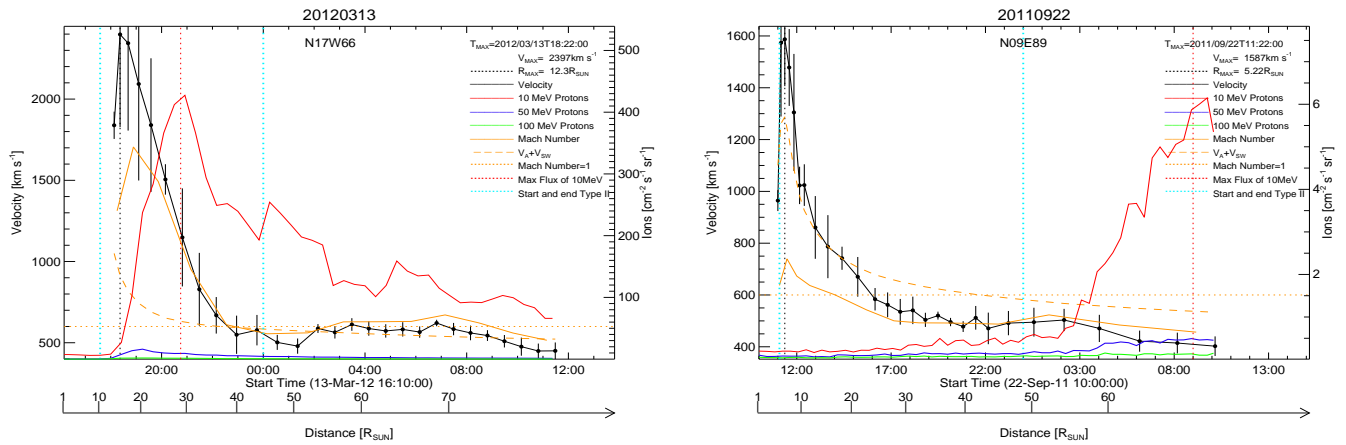 20120313
N17W66
T_MAX=2012/03/13T18:22:00
V_MAX= 2397km s⁻¹
R_MAX= 12.3R_SUN
Velocity
10 MeV Protons
50 MeV Protons
100 MeV Protons
Mach Number
V_A+V_SW
Mach Number=1
Max Flux of 10MeV
Start and end Type II
Velocity [km s⁻¹]
2000
1600
1200
800
400
Ions [cm⁻² s⁻¹ sr⁻¹]
500
400
300
200
100
20:00 00:00 04:00 08:00 12:00
Start Time (13-Mar-12 16:10:00)
1 10 20 30 40 50 60 70
Distance [R_SUN]
20110922
N09E89
T_MAX=2011/09/22T11:22:00
V_MAX= 1587km s⁻¹
R_MAX= 5.22R_SUN
Velocity
10 MeV Protons
50 MeV Protons
100 MeV Protons
Mach Number
V_A+V_SW
Mach Number=1
Max Flux of 10MeV
Start and end Type II
Velocity [km s⁻¹]
1600
1400
1200
1000
800
600
400
Ions [cm⁻² s⁻¹ sr⁻¹]
6
4
2
12:00 17:00 22:00 03:00 08:00 13:00
Start Time (22-Sep-11 10:00:00)
1 10 20 30 40 50 60
Distance [R_SUN]